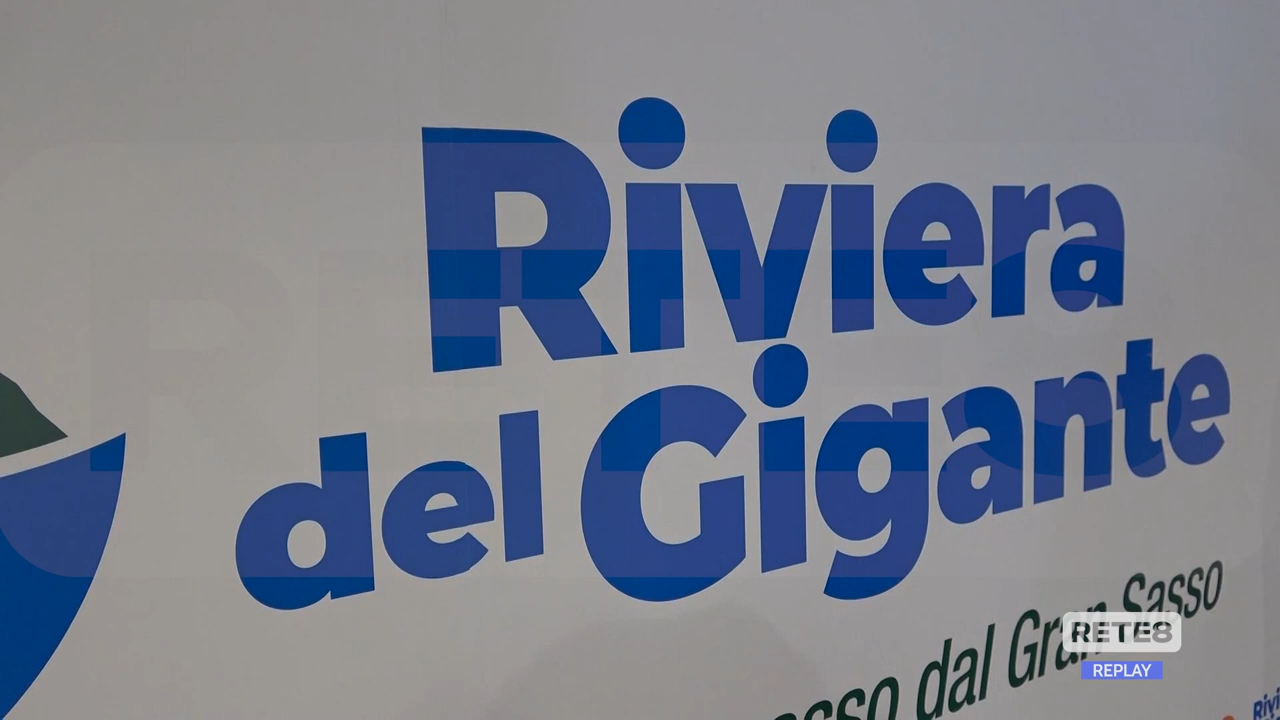 Riviera
del Gigante
dal Gran Sasso
RETE8
REPLAY